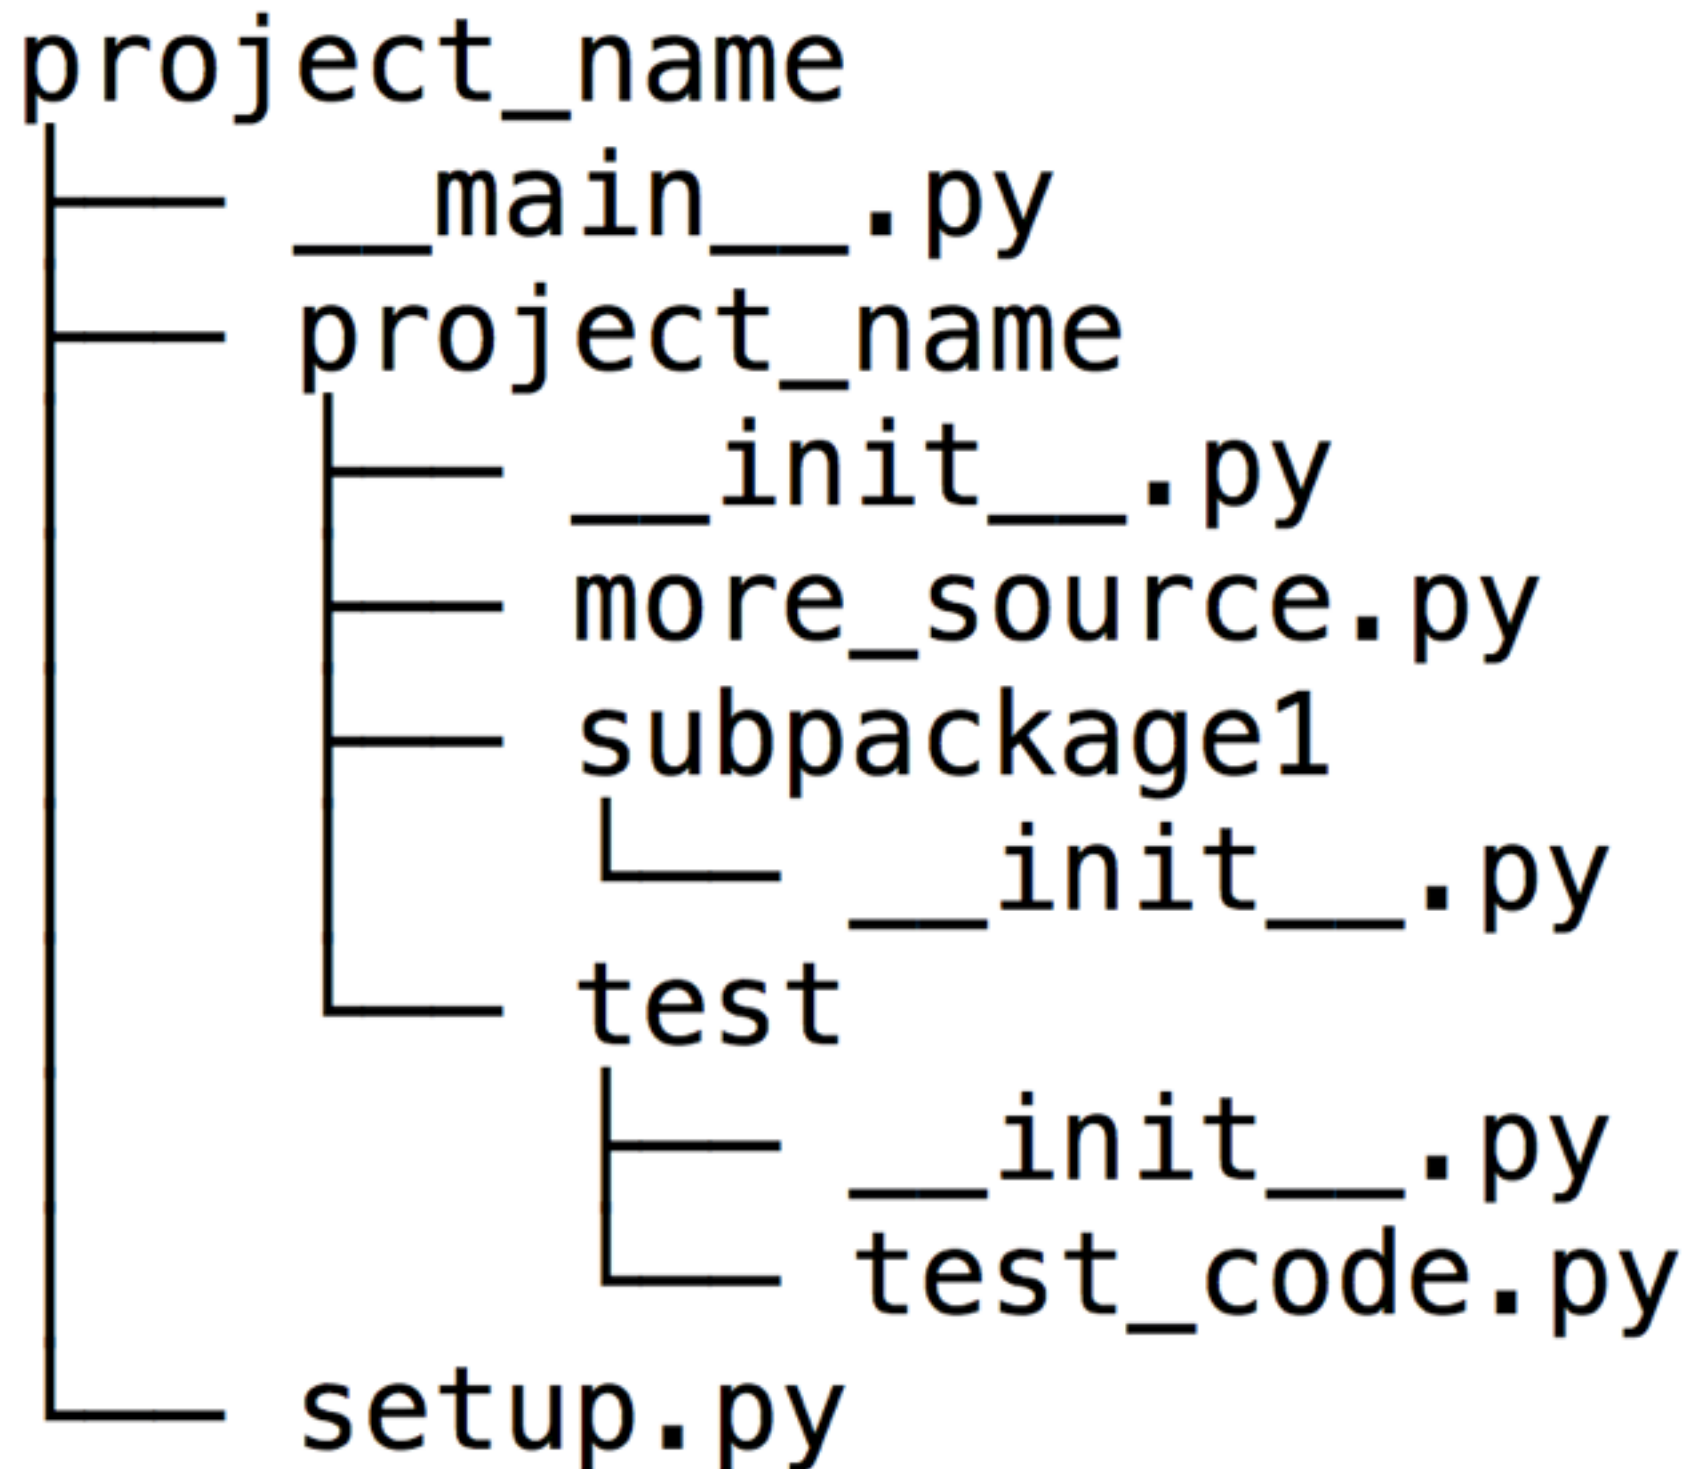 project_name
__main__.py
project_name
__init__.py
more_source.py
subpackage1
__init__.py
test
__init__.py
test_code.py
setup.py